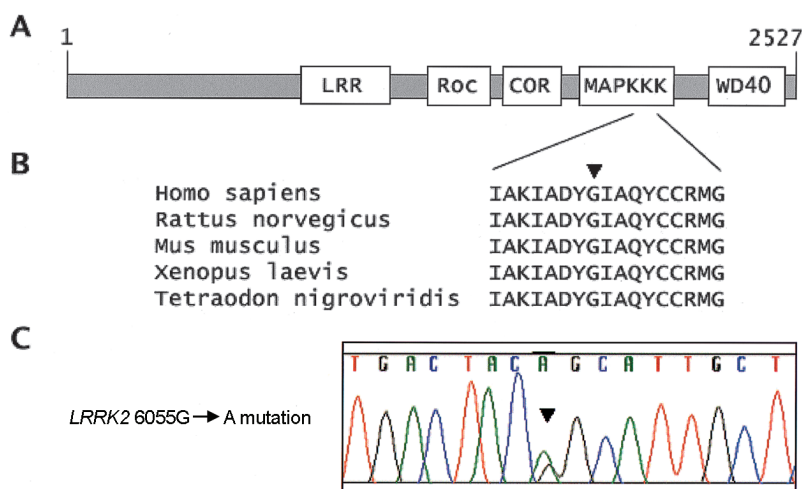 A
1 2527
LRR Roc COR MAPKKK WD40
B
Homo sapiens IAKIADYGIAQYCCRMG
Rattus norvegicus IAKIADYGIAQYCCRMG
Mus musculus IAKIADYGIAQYCCRMG
Xenopus laevis IAKIADYGIAQYCCRMG
Tetraodon nigroviridis IAKIADYGIAQYCCRMG
C
T G A C T A C A G C A T T G C T
LRRK2 6055G → A mutation